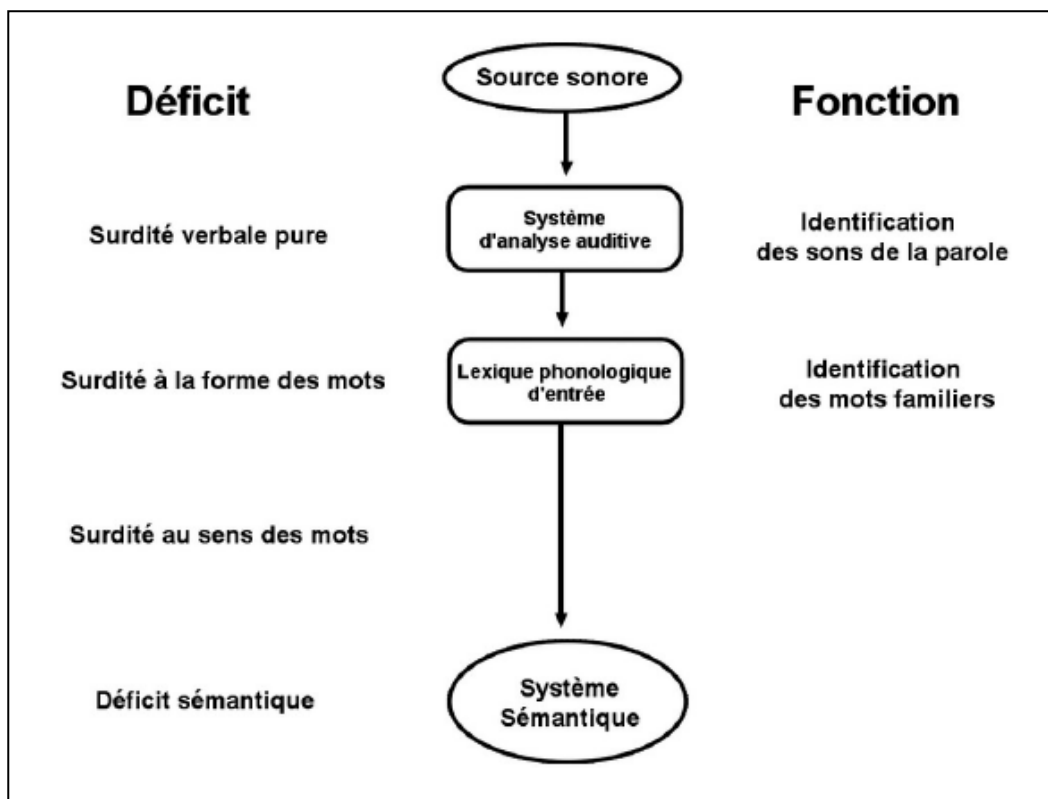 Source sonore
Déficit
Fonction
Surdité verbale pure
Système
d'analyse auditive
Identification
des sons de la parole
Surdité à la forme des mots
Lexique phonologique
d'entrée
Identification
des mots familiers
Surdité au sens des mots
Déficit sémantique
Système
Sémantique